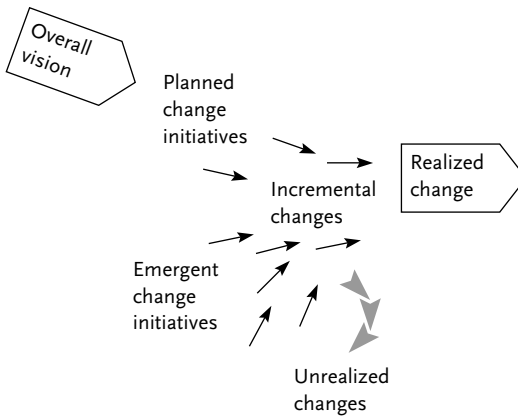 Overall
vision
Planned
change
initiatives
Realized
change
Incremental
changes
Emergent
change
initiatives
Unrealized
changes